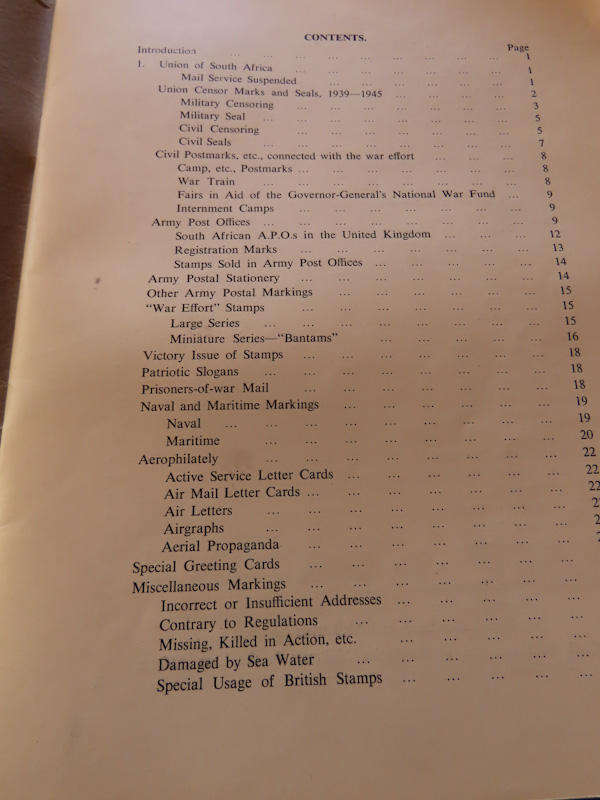 CONTENTS.
Page
Introduction ... ... ... ... ... ... ... ... 1
1. Union of South Africa ... ... ... ... ... ... ... 1
Mail Service Suspended ... ... ... ... ... ... 1
Union Censor Marks and Seals, 1939—1945 ... ... ... ... 2
Military Censoring ... ... ... ... ... ... 3
Military Seal ... ... ... ... ... ... ... 5
Civil Censoring ... ... ... ... ... ... 5
Civil Seals ... ... ... ... ... ... ... 7
Civil Postmarks, etc., connected with the war effort ... ... ... 8
Camp, etc., Postmarks ... ... ... ... ... ... 8
War Train ... ... ... ... ... ... ... 8
Fairs in Aid of the Governor-General's National War Fund ... 9
Internment Camps ... ... ... ... ... ... 9
Army Post Offices ... ... ... ... ... ... ... 9
South African A.P.O.s in the United Kingdom ... ... ... 12
Registration Marks ... ... ... ... ... ... 13
Stamps Sold in Army Post Offices ... ... ... ... ... 14
Army Postal Stationery ... ... ... ... ... ... 14
Other Army Postal Markings ... ... ... ... ... ... 15
"War Effort" Stamps ... ... ... ... ... ... 15
Large Series ... ... ... ... ... ... ... 15
Miniature Series—"Bantams" ... ... ... ... ... 16
Victory Issue of Stamps ... ... ... ... ... ... 18
Patriotic Slogans ... ... ... ... ... ... ... 18
Prisoners-of-war Mail ... ... ... ... ... ... 18
Naval and Maritime Markings ... ... ... ... ... ... 19
Naval ... ... ... ... ... ... ... ... 19
Maritime ... ... ... ... ... ... ... 20
Aerophilately ... ... ... ... ... ... ... 22
Active Service Letter Cards ... ... ... ... ... 22
Air Mail Letter Cards ... ... ... ... ... ... 22
Air Letters ... ... ... ... ... ... ...
Airgraphs ... ... ... ... ... ... ...
Aerial Propaganda ... ... ... ... ... ...
Special Greeting Cards ... ... ... ... ... ...
Miscellaneous Markings ... ... ... ... ... ...
Incorrect or Insufficient Addresses ... ... ... ... ...
Contrary to Regulations ... ... ... ... ...
Missing, Killed in Action, etc. ... ... ... ... ...
Damaged by Sea Water ... ... ... ... ...
Special Usage of British Stamps ... ... ... ... ...